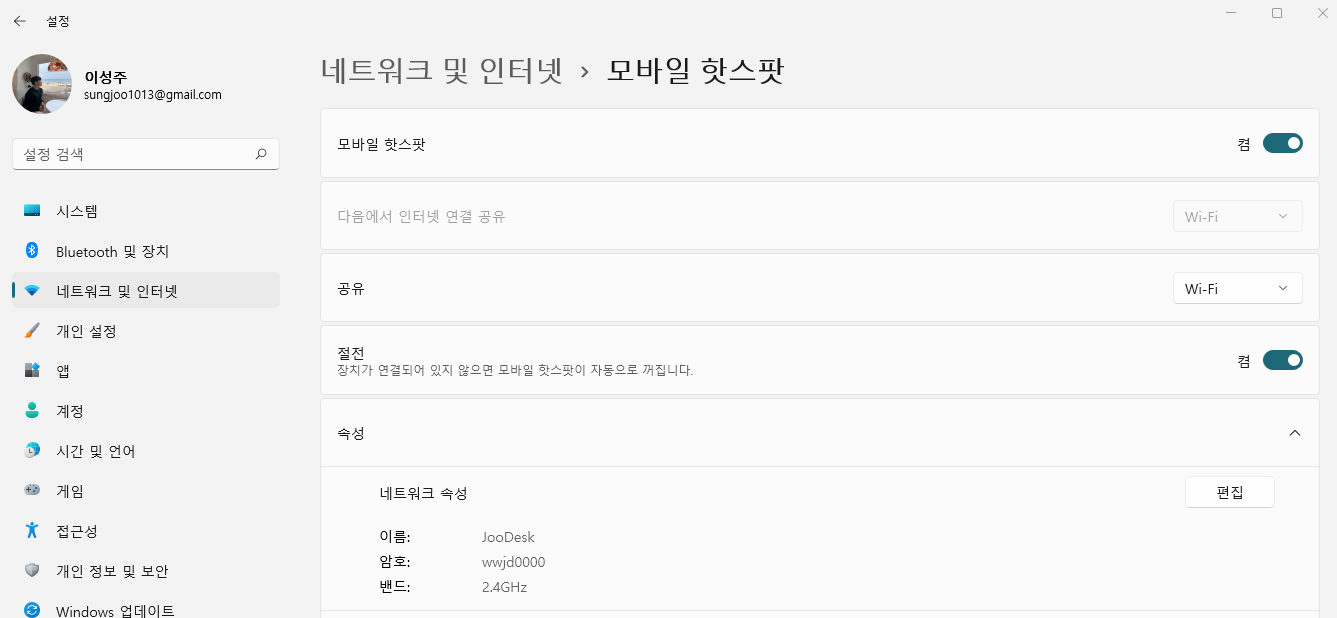 설정
이성주
sungjoo1013@gmail.com
설정 검색
시스템
Bluetooth 및 장치
네트워크 및 인터넷
개인 설정
앱
계정
시간 및 언어
게임
접근성
개인 정보 및 보안
Windows 업데이트
네트워크 및 인터넷 › 모바일 핫스팟
모바일 핫스팟 켬
다음에서 인터넷 연결 공유 Wi-Fi
공유 Wi-Fi
절전 켬
장치가 연결되어 있지 않으면 모바일 핫스팟이 자동으로 꺼집니다.
속성
네트워크 속성 편집
이름: JooDesk
암호: wwjd0000
밴드: 2.4GHz